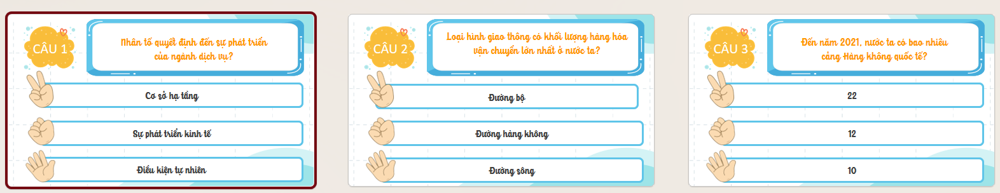 CÂU 1
Nhân tố quyết định đến sự phát triển
của ngành dịch vụ?
Cơ sở hạ tầng
Sự phát triển kinh tế
Điều kiện tự nhiên
CÂU 2
Loại hình giao thông có khối lượng hàng hóa
vận chuyển lớn nhất ở nước ta?
Đường bộ
Đường hàng không
Đường sông
CÂU 3
Đến năm 2021, nước ta có bao nhiêu
cảng Hàng không quốc tế?
22
12
10